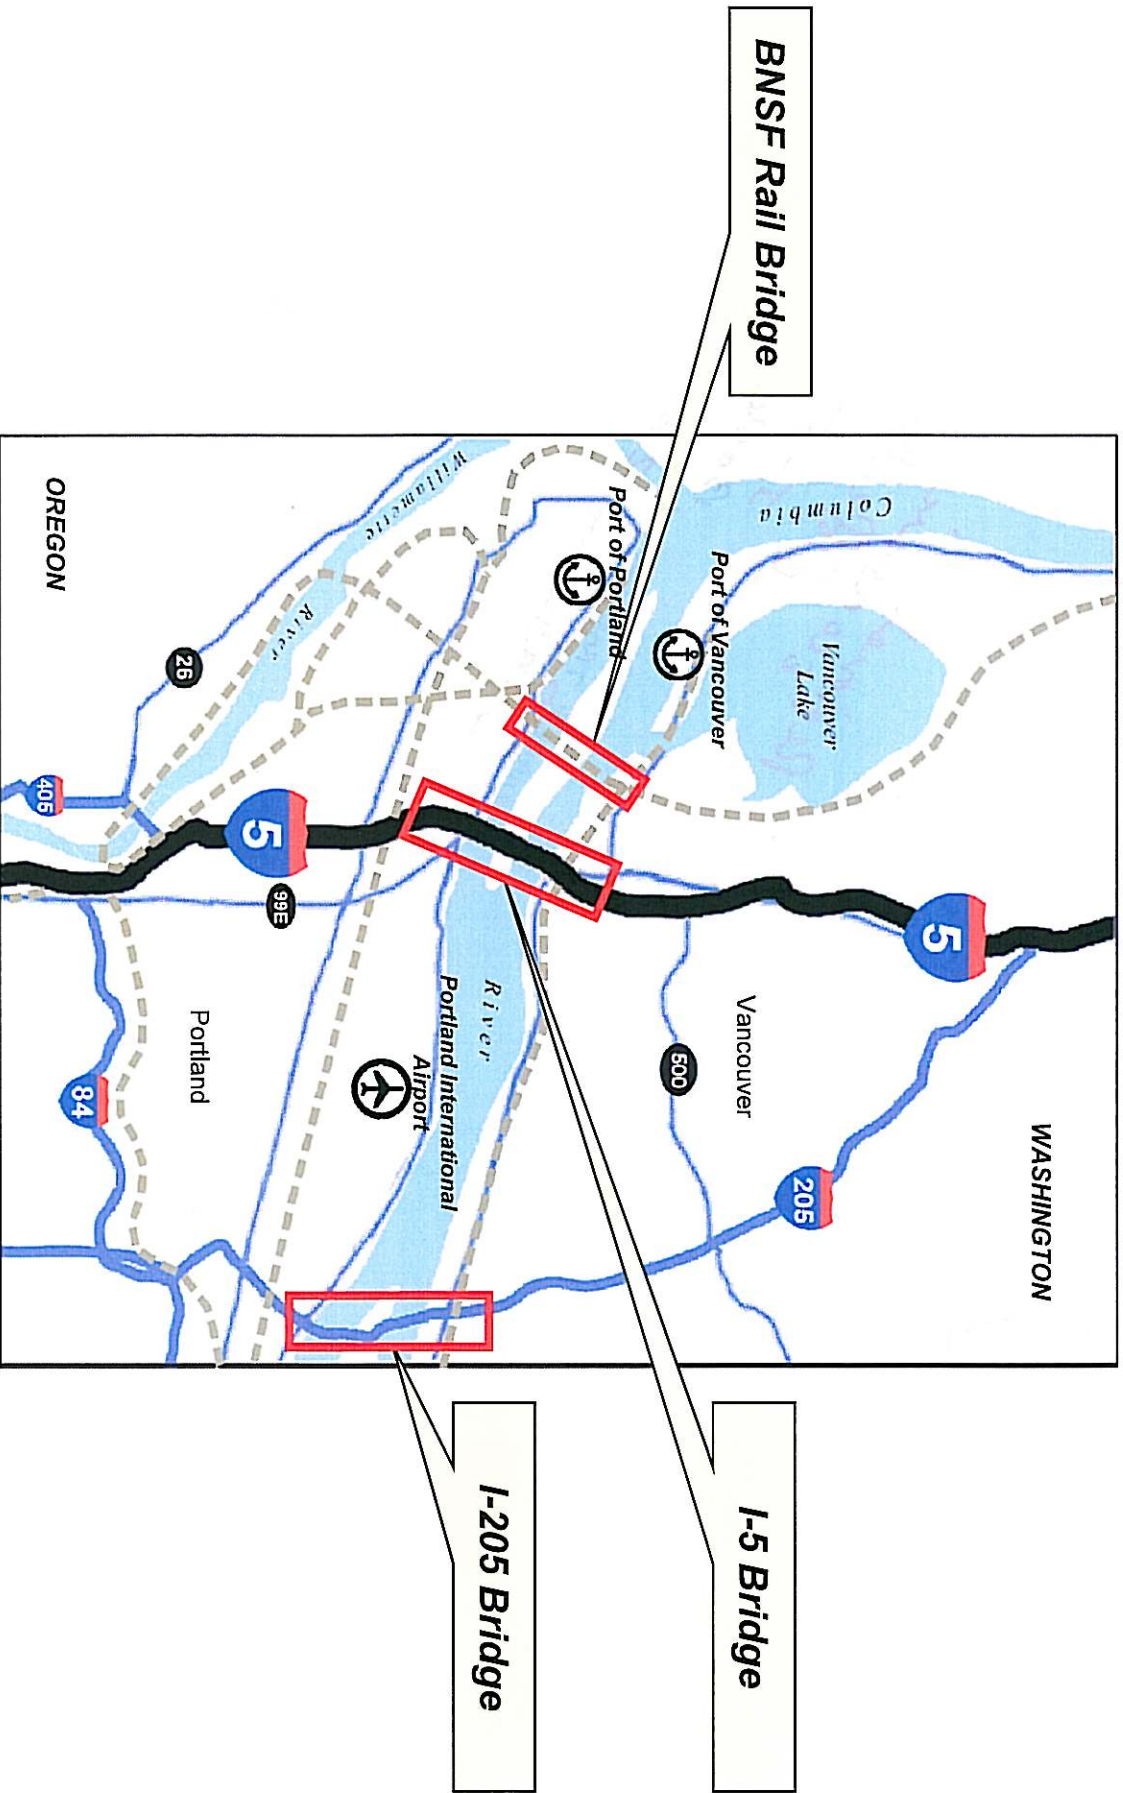 WASHINGTON
5
Columbia
Vancouver
Lake
205
BNSF Rail Bridge
I-5 Bridge
Vancouver
Port of Vancouver
500
Port of Portland
I-205 Bridge
River
Portland International
Airport
Willamette
River
99E
5
Portland
26
84
OREGON
405